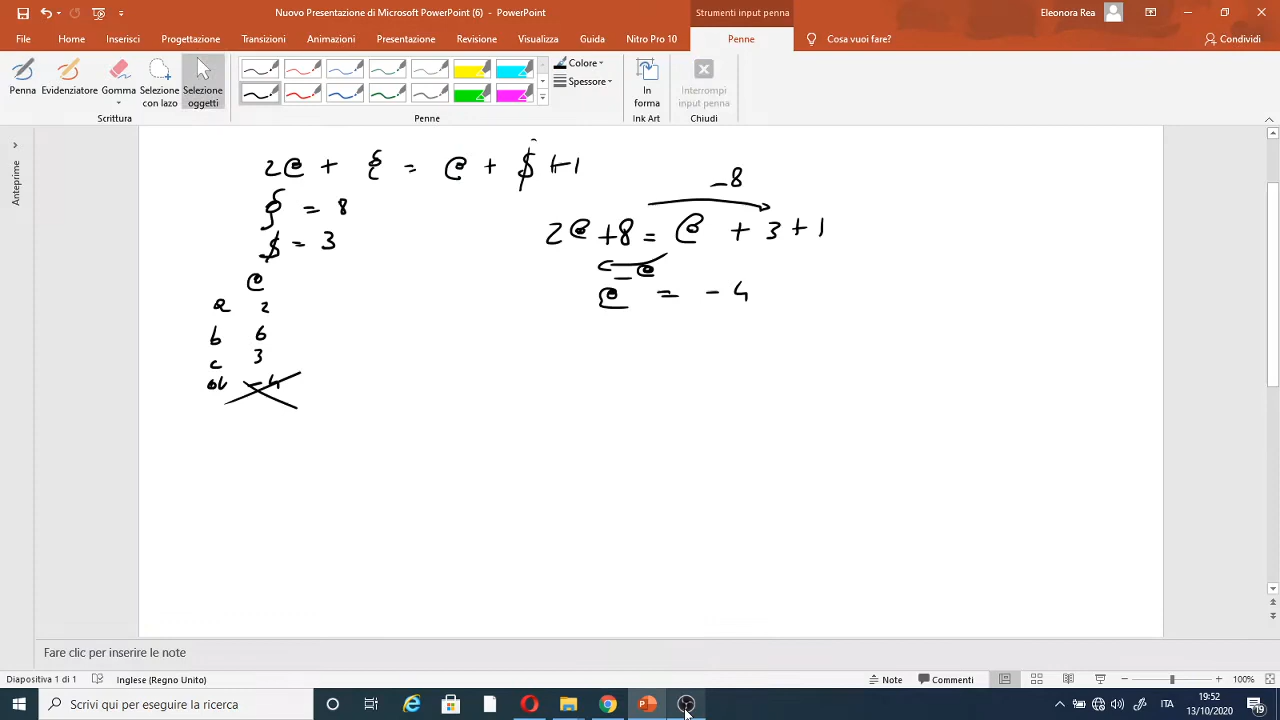 Nuovo Presentazione di Microsoft PowerPoint (6) - PowerPoint
Strumenti input penna
Eleonora Rea
File Home Inserisci Progettazione Transizioni Animazioni Presentazione Revisione Visualizza Guida Nitro Pro 10 Penne Cosa vuoi fare? Condividi
Penna Evidenziatore Gomma Selezione con lazo Selezione oggetti
Colore
Spessore
In forma
Interrompi input penna
Scrittura Penne Ink Art Chiudi
Anteprime
2@ + { = @ + $ + 1
{ = 8
$ = 3
@
a 2
b 6
c 3
d -4
-8
2@ + 8 = @ + 3 + 1
-@
@ = -4
Fare clic per inserire le note
Diapositiva 1 di 1 Inglese (Regno Unito) Note Commenti 100%
Scrivi qui per eseguire la ricerca
ITA
19:52
13/10/2020
19